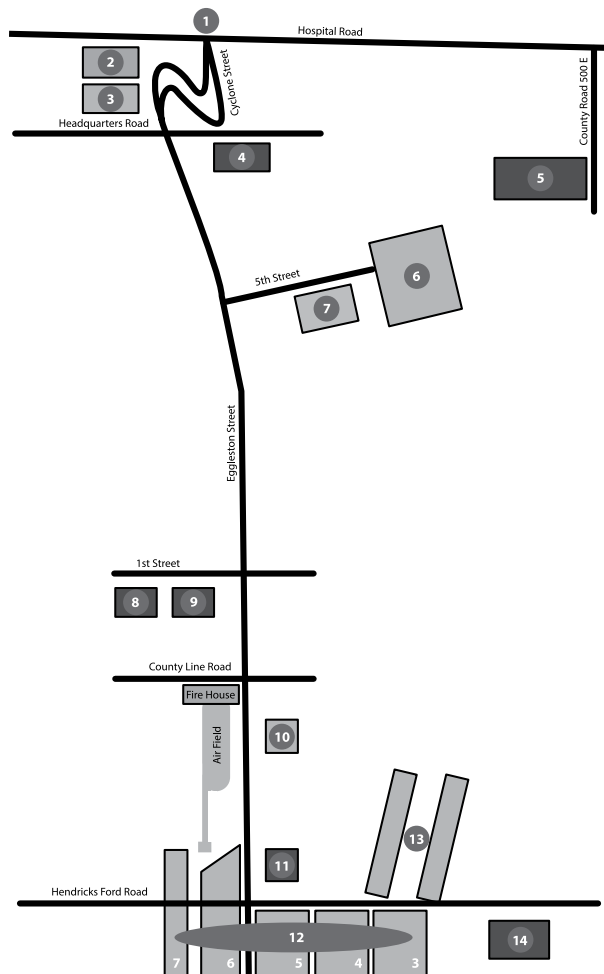 1
Hospital Road
2
Cyclone Street
County Road 500 E
3
Headquarters Road
4
5
5th Street
6
7
Eggleston Street
1st Street
8
9
County Line Road
Fire House
Air Field
10
13
11
Hendricks Ford Road
12
14
7
6
5
4
3